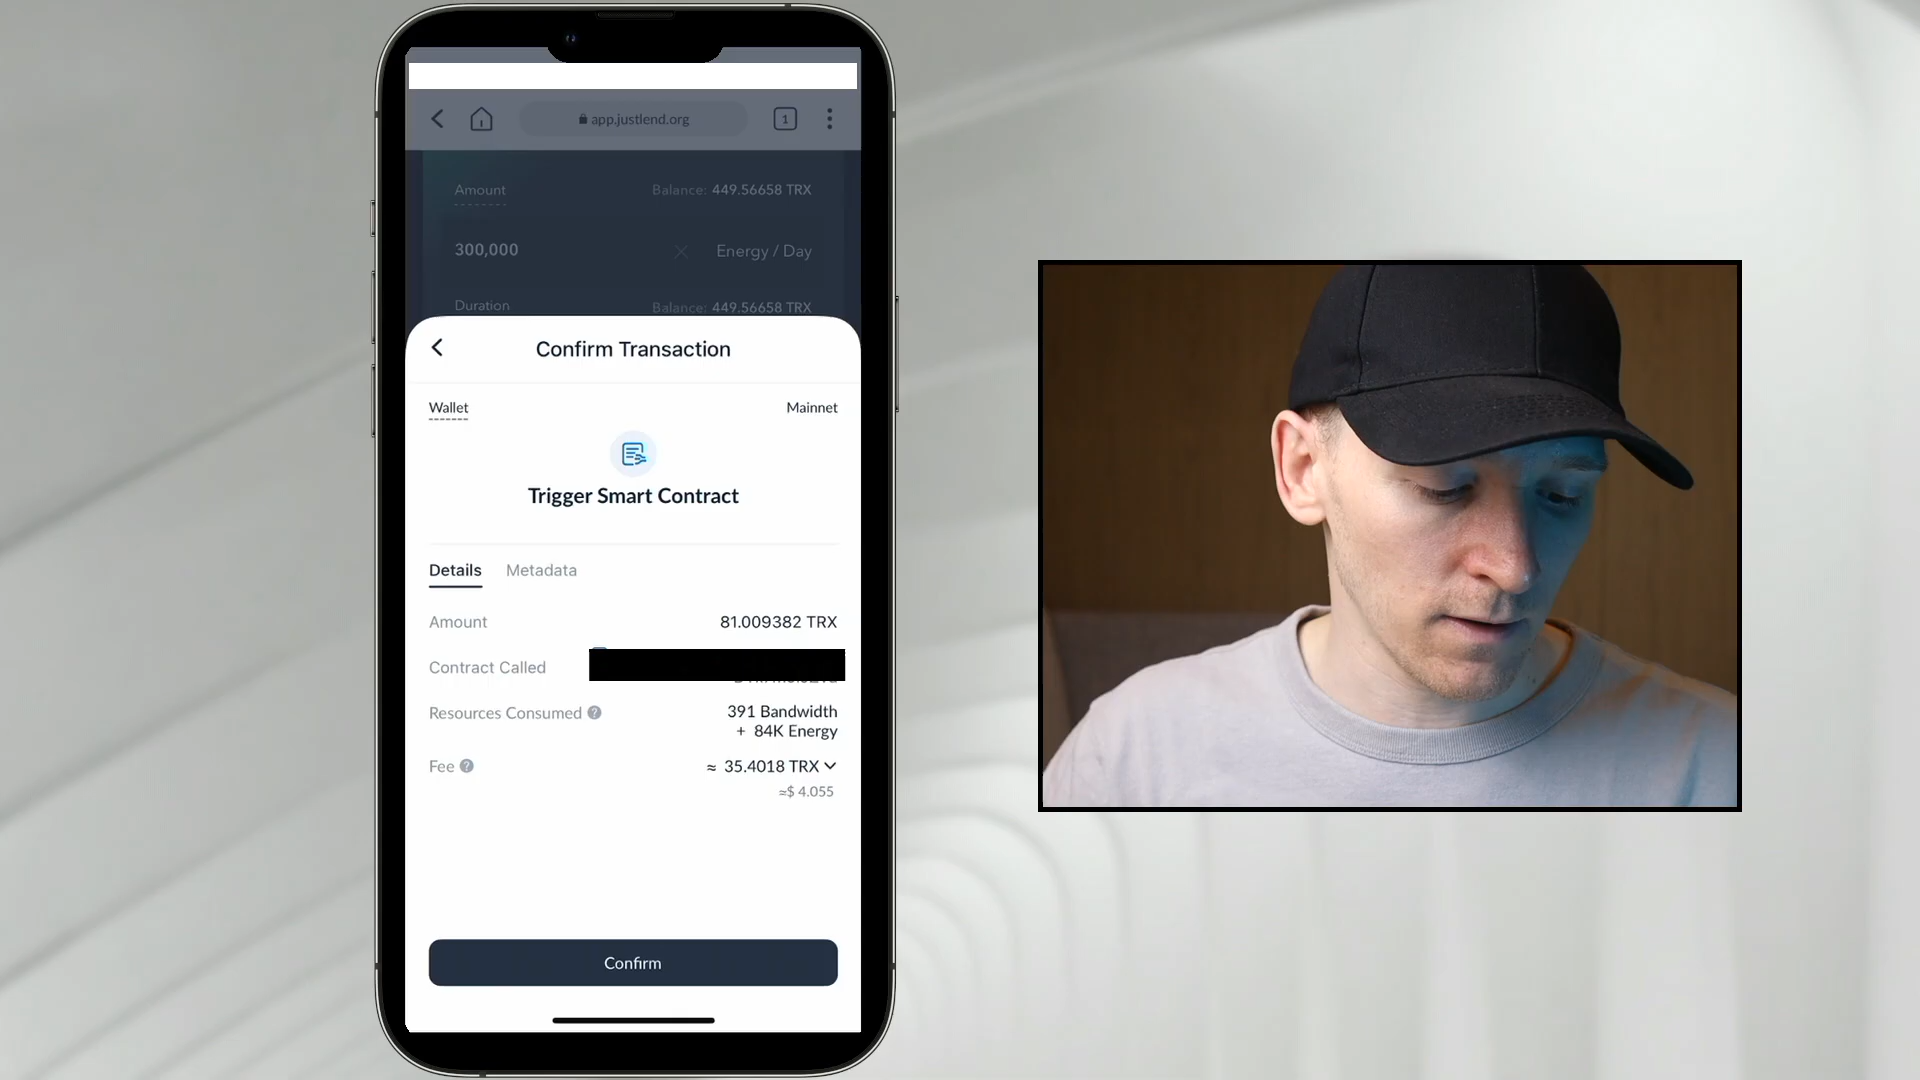 app.justlend.org
1
Amount Balance: 449.56658 TRX
300,000 Energy / Day
Duration Balance: 449.56658 TRX
Confirm Transaction
Wallet Mainnet
Trigger Smart Contract
Details Metadata
Amount 81.009382 TRX
Contract Called
Resources Consumed ? 391 Bandwidth
+ 84K Energy
Fee ? ≈ 35.4018 TRX
≈$ 4.055
Confirm